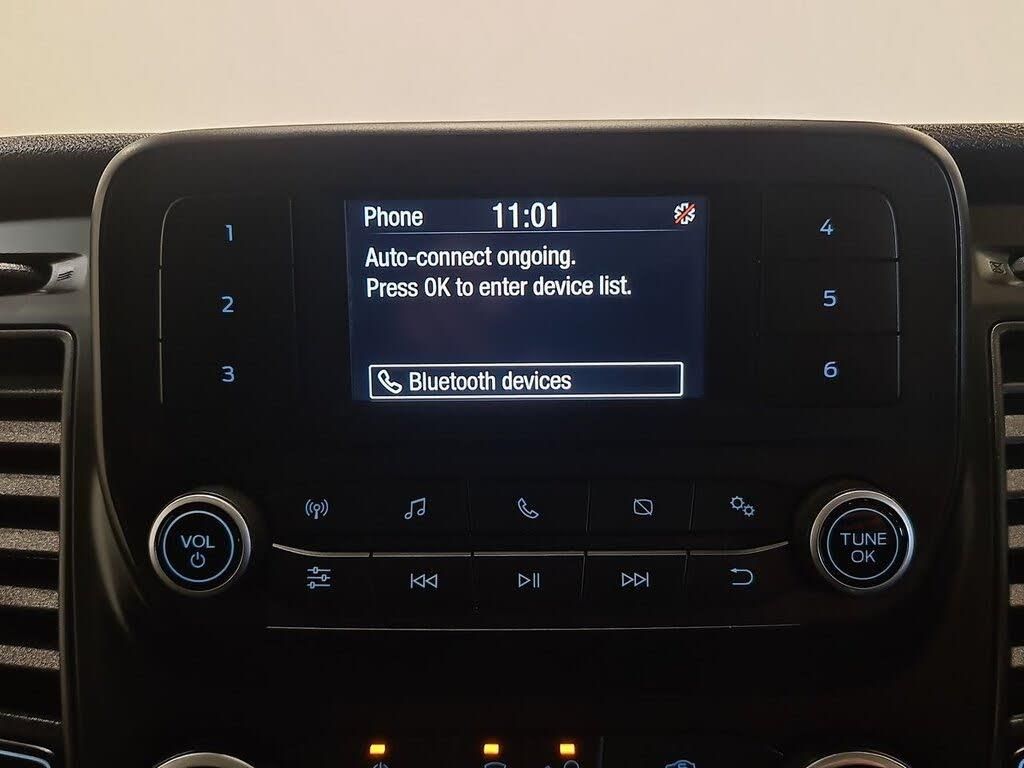 Phone 11:01
Auto-connect ongoing.
Press OK to enter device list.
Bluetooth devices
1
2
3
4
5
6
VOL
TUNE
OK